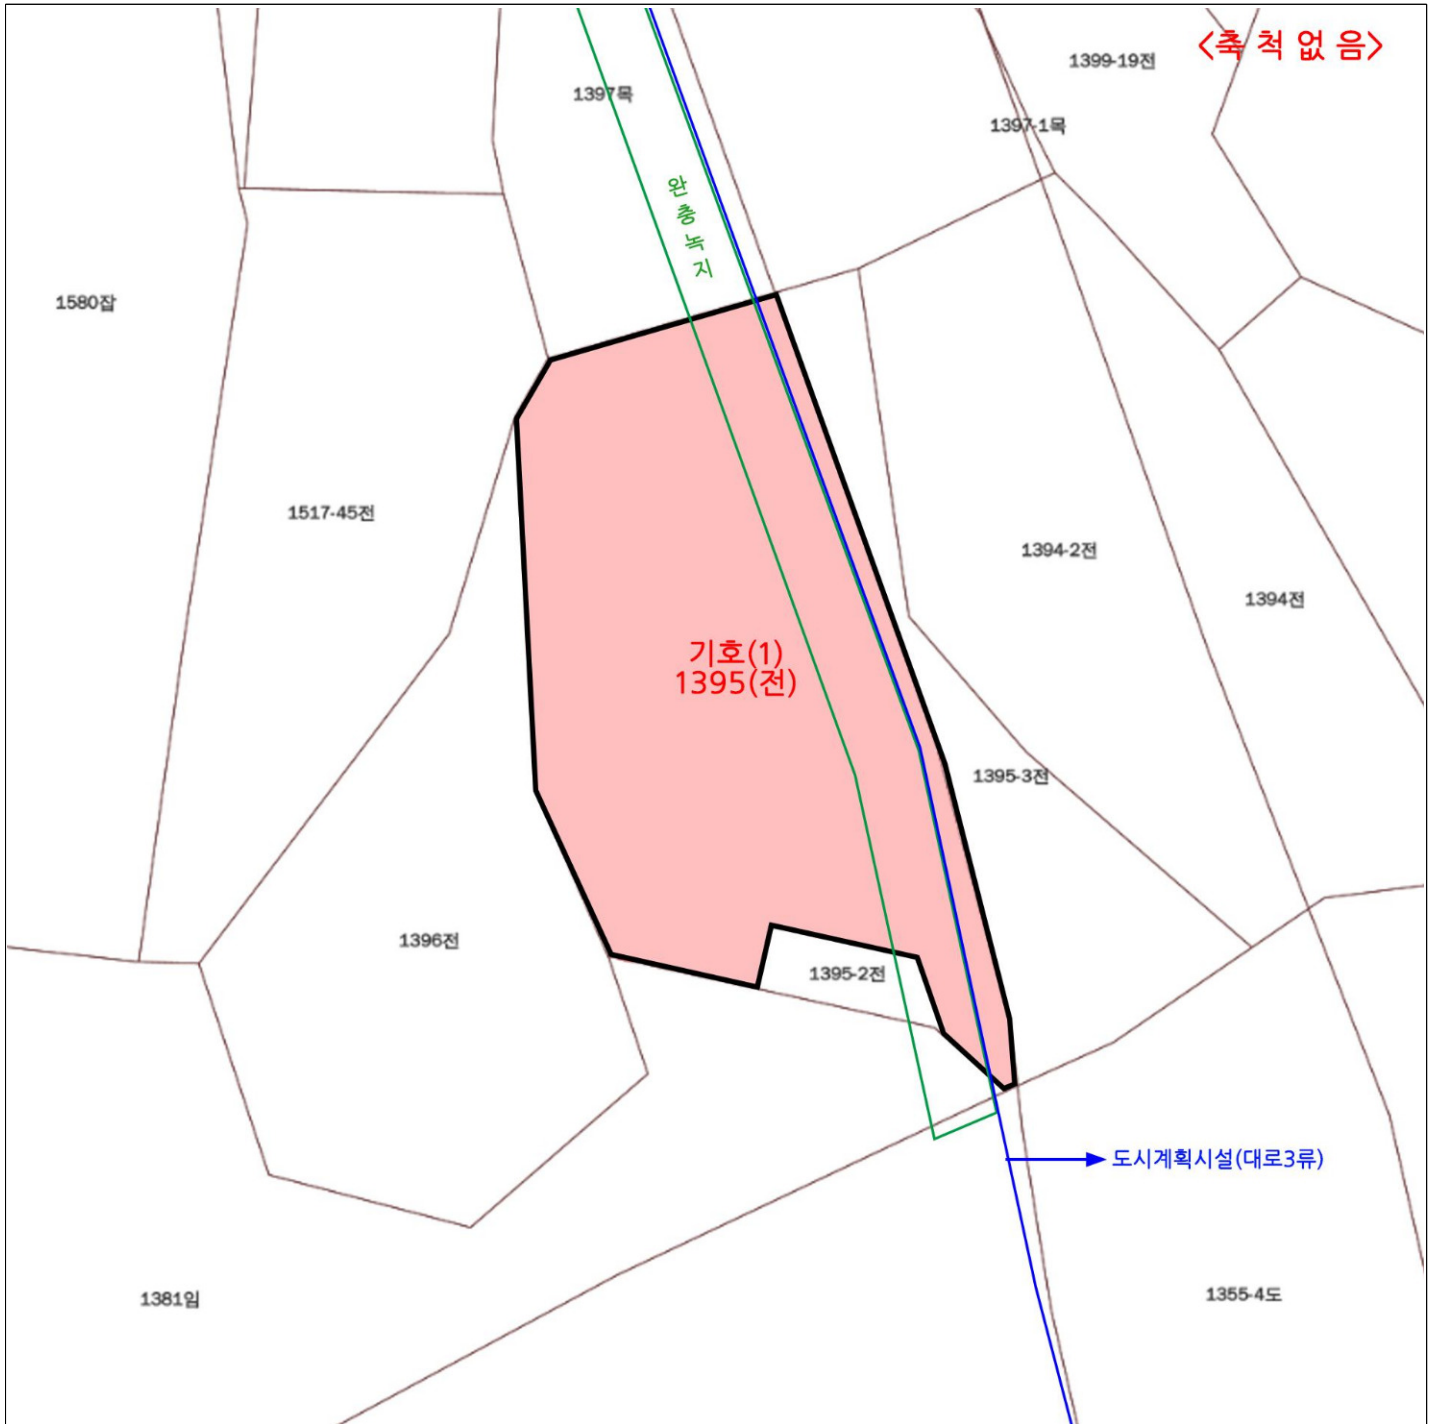 <축 척 없 음>
1399-19전
1397목
1397-1목
완
충
녹
지
1580잡
1517-45전
1394-2전
1394전
기호(1)
1395(전)
1395-3전
1396전
1395-2전
도시계획시설(대로3류)
1381임
1355-4도